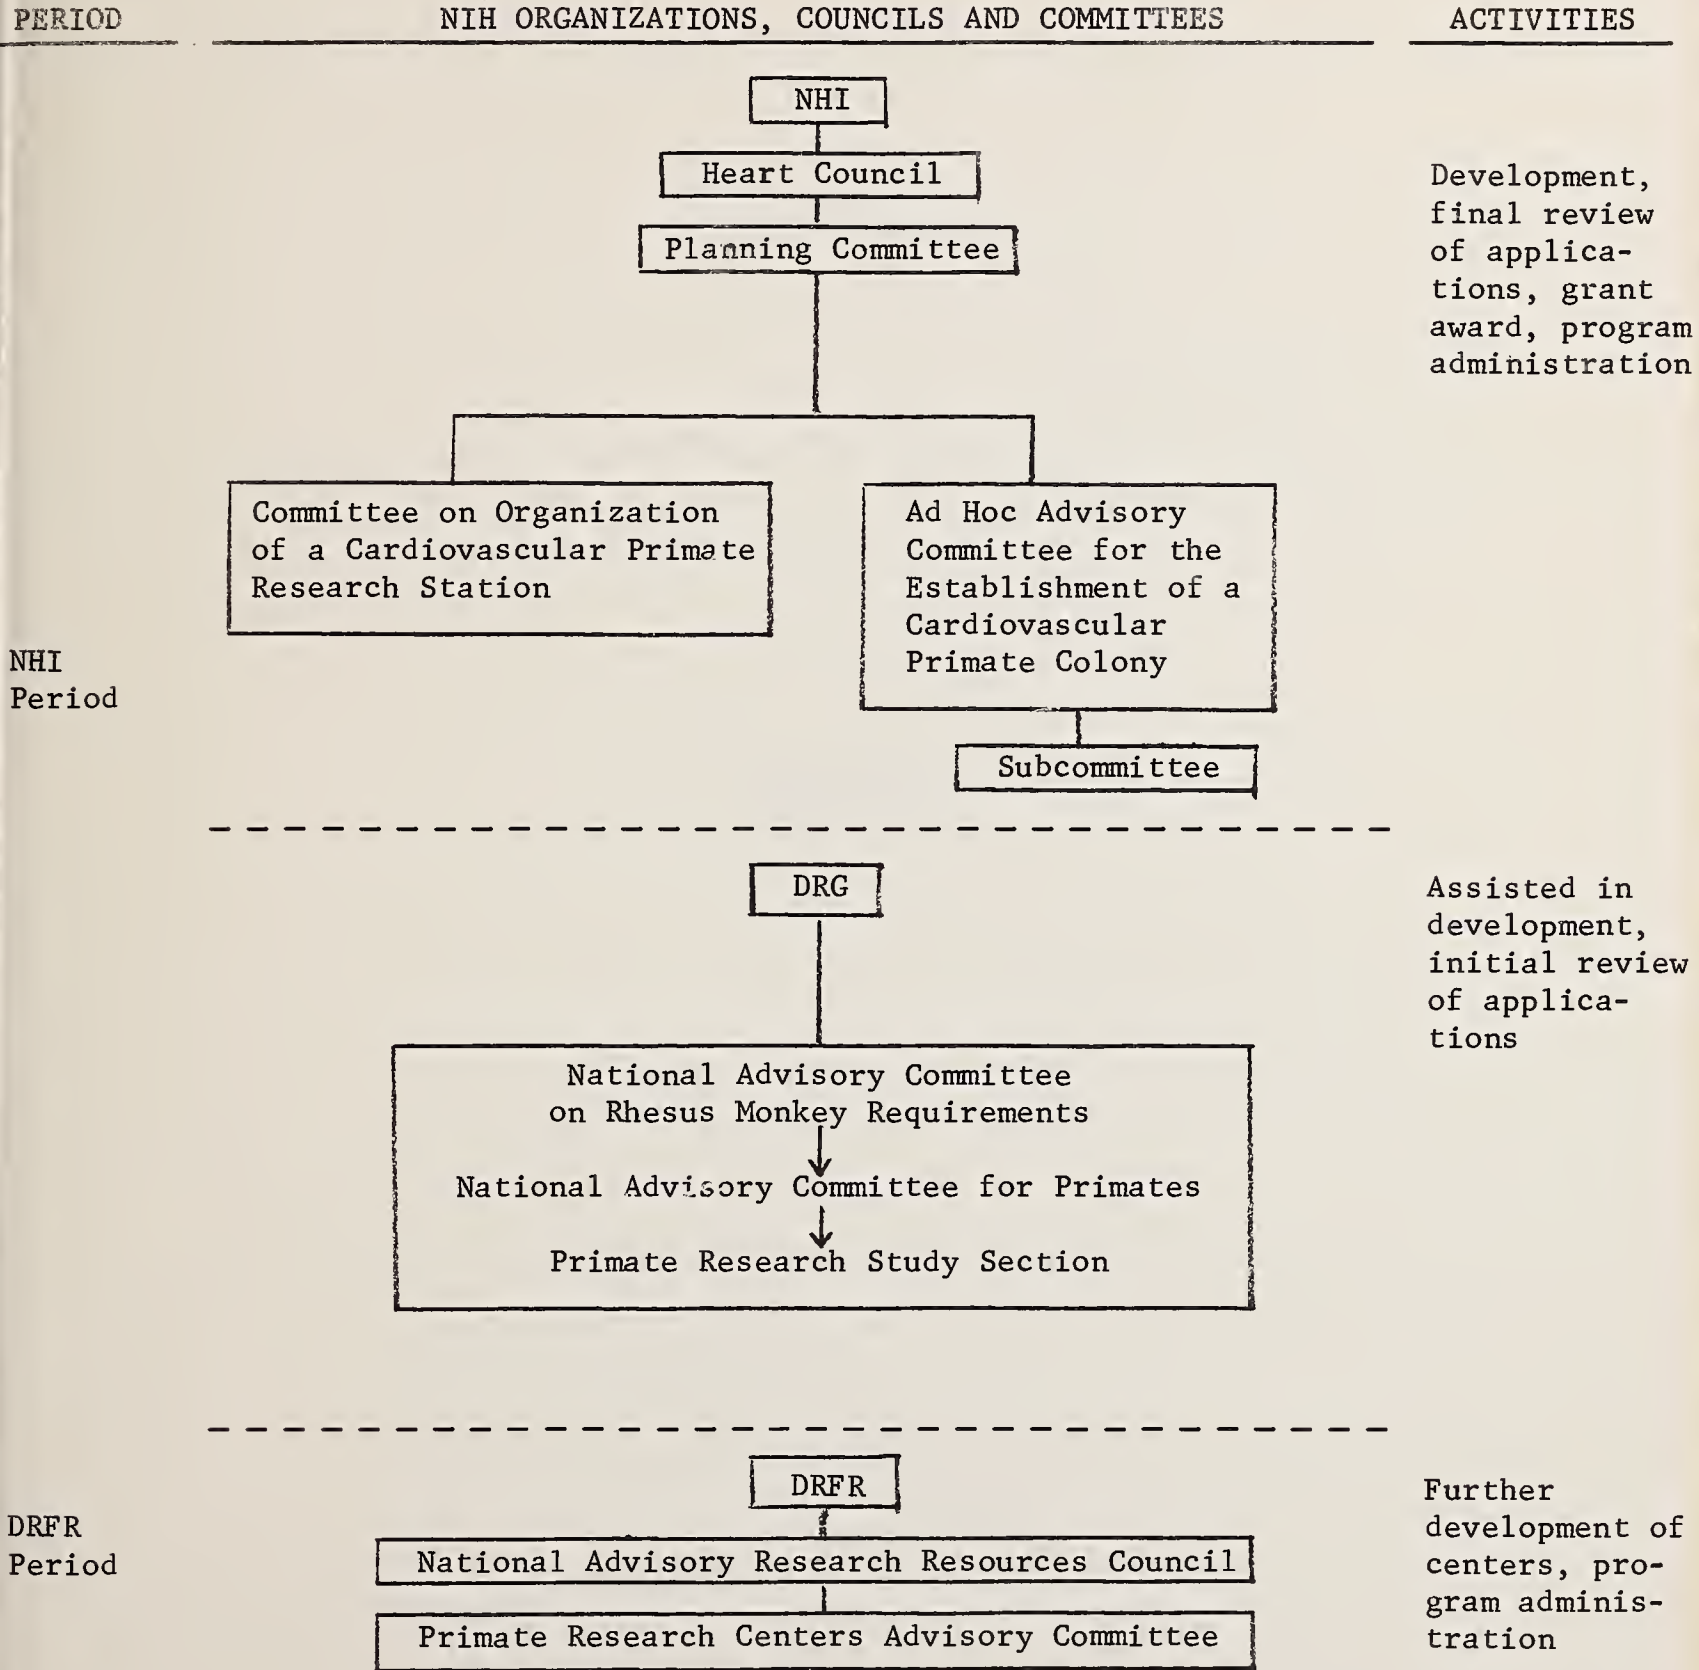 PERIOD
NIH ORGANIZATIONS, COUNCILS AND COMMITTEES
ACTIVITIES
NHI
Heart Council
Planning Committee
Development,
final review
of applica-
tions, grant
award, program
administration
Committee on Organization
of a Cardiovascular Primate
Research Station
Ad Hoc Advisory
Committee for the
Establishment of a
Cardiovascular
Primate Colony
NHI
Period
Subcommittee
DRG
Assisted in
development,
initial review
of applica-
tions
National Advisory Committee
on Rhesus Monkey Requirements
National Advisory Committee for Primates
Primate Research Study Section
DRFR
DRFR
Period
National Advisory Research Resources Council
Primate Research Centers Advisory Committee
Further
development of
centers, pro-
gram adminis-
tration